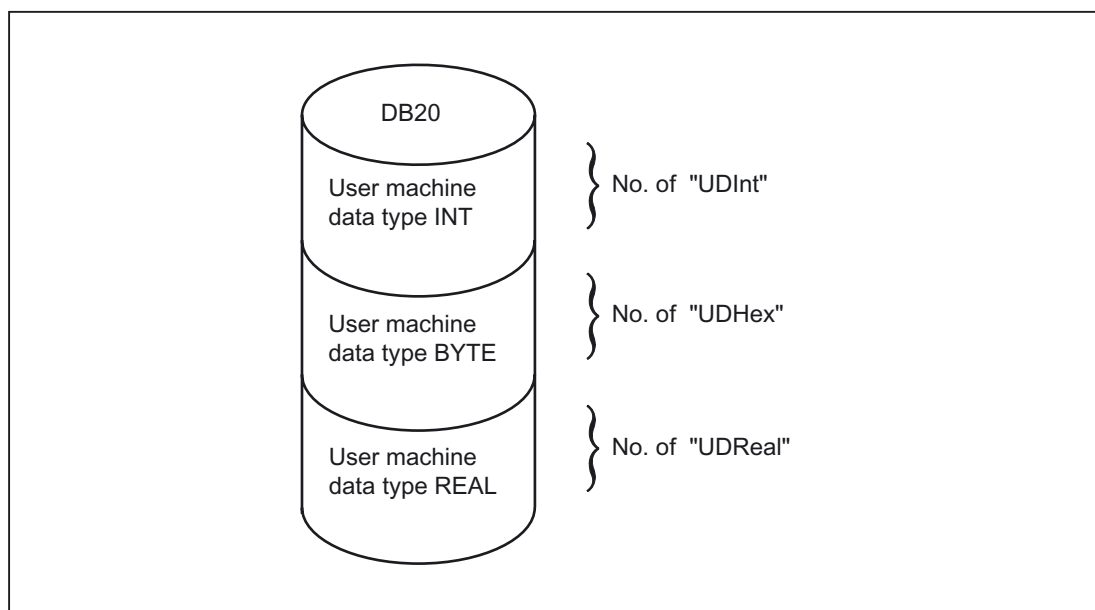 DB20
User machine
data type INT
No. of "UDInt"
User machine
data type BYTE
No. of "UDHex"
User machine
data type REAL
No. of "UDReal"